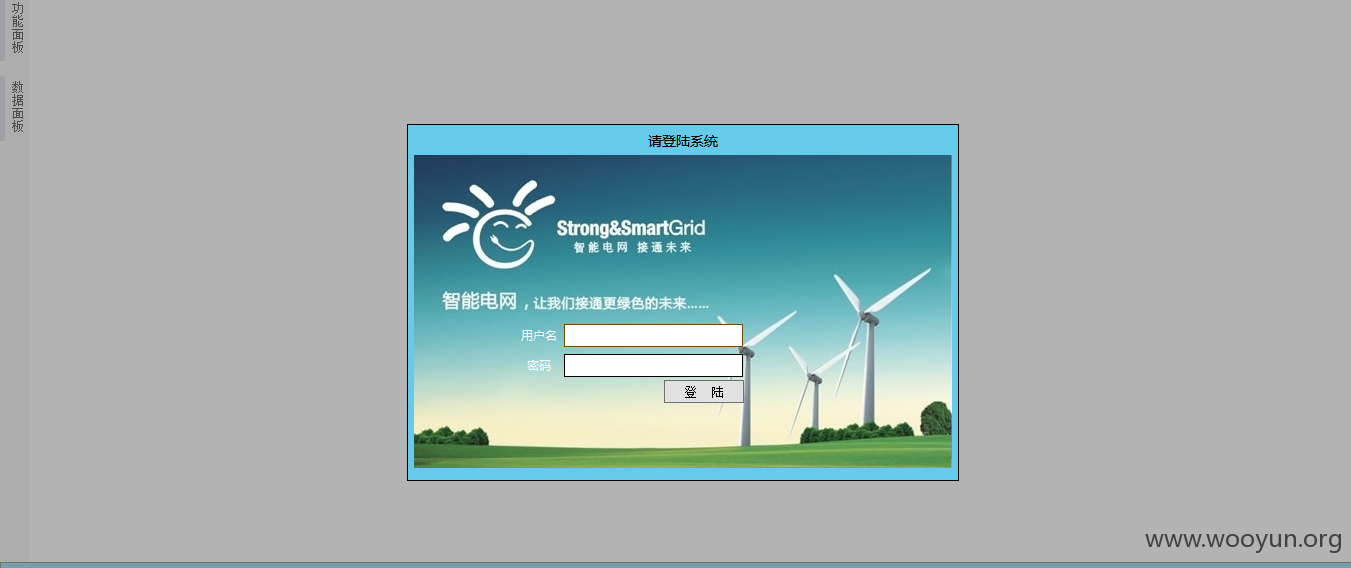 功能面板
数据面板
请登陆系统
Strong&SmartGrid
智能电网 接通未来
智能电网，让我们接通更绿色的未来......
用户名
密码
登 陆
www.wooyun.org